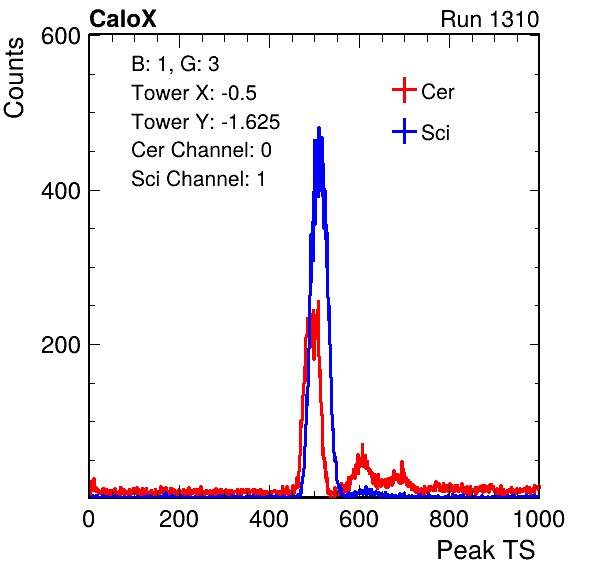 CaloX Run 1310
Counts
600
400
200
B: 1, G: 3
Tower X: -0.5
Tower Y: -1.625
Cer Channel: 0
Sci Channel: 1
Cer
Sci
0 200 400 600 800 1000
Peak TS